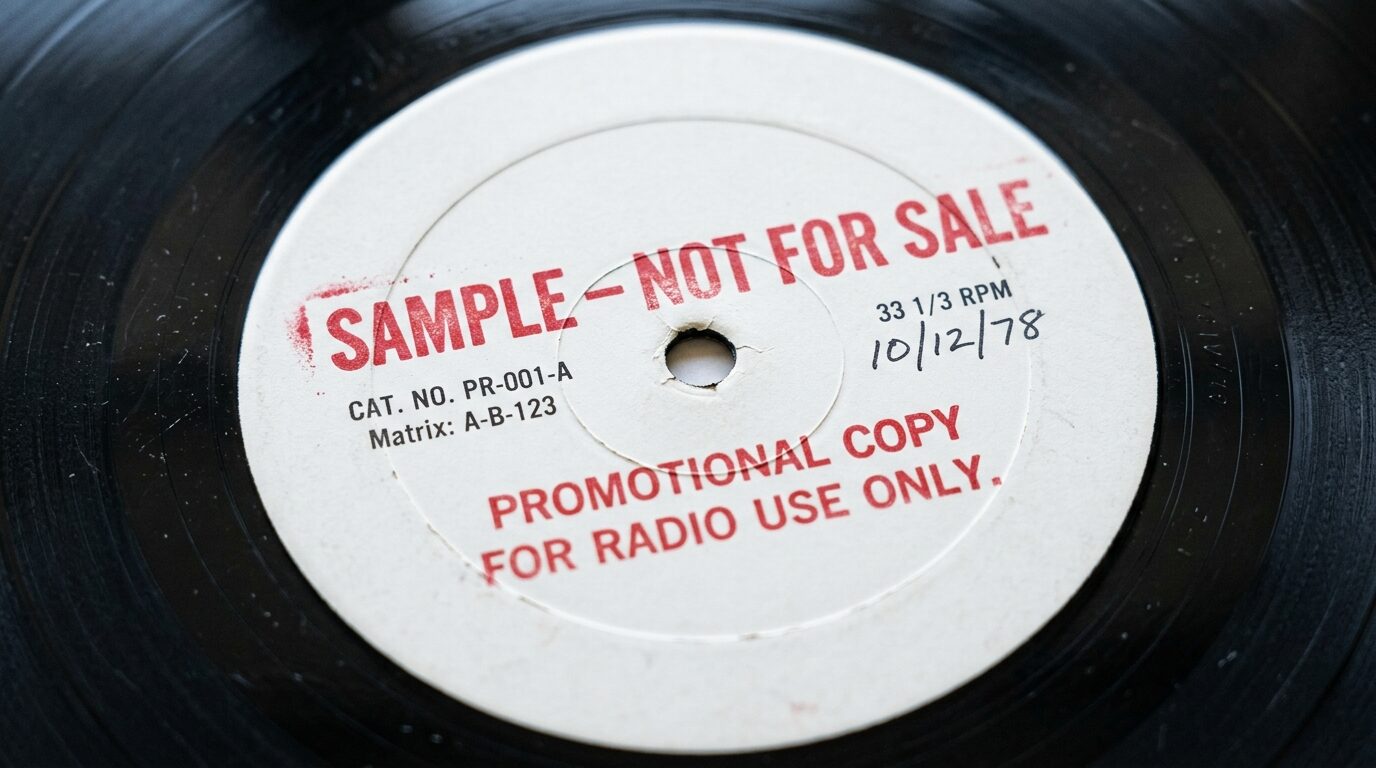 SAMPLE – NOT FOR SALE
CAT. NO. PR-001-A
Matrix: A-B-123
33 1/3 RPM
10/12/78
PROMOTIONAL COPY
FOR RADIO USE ONLY.